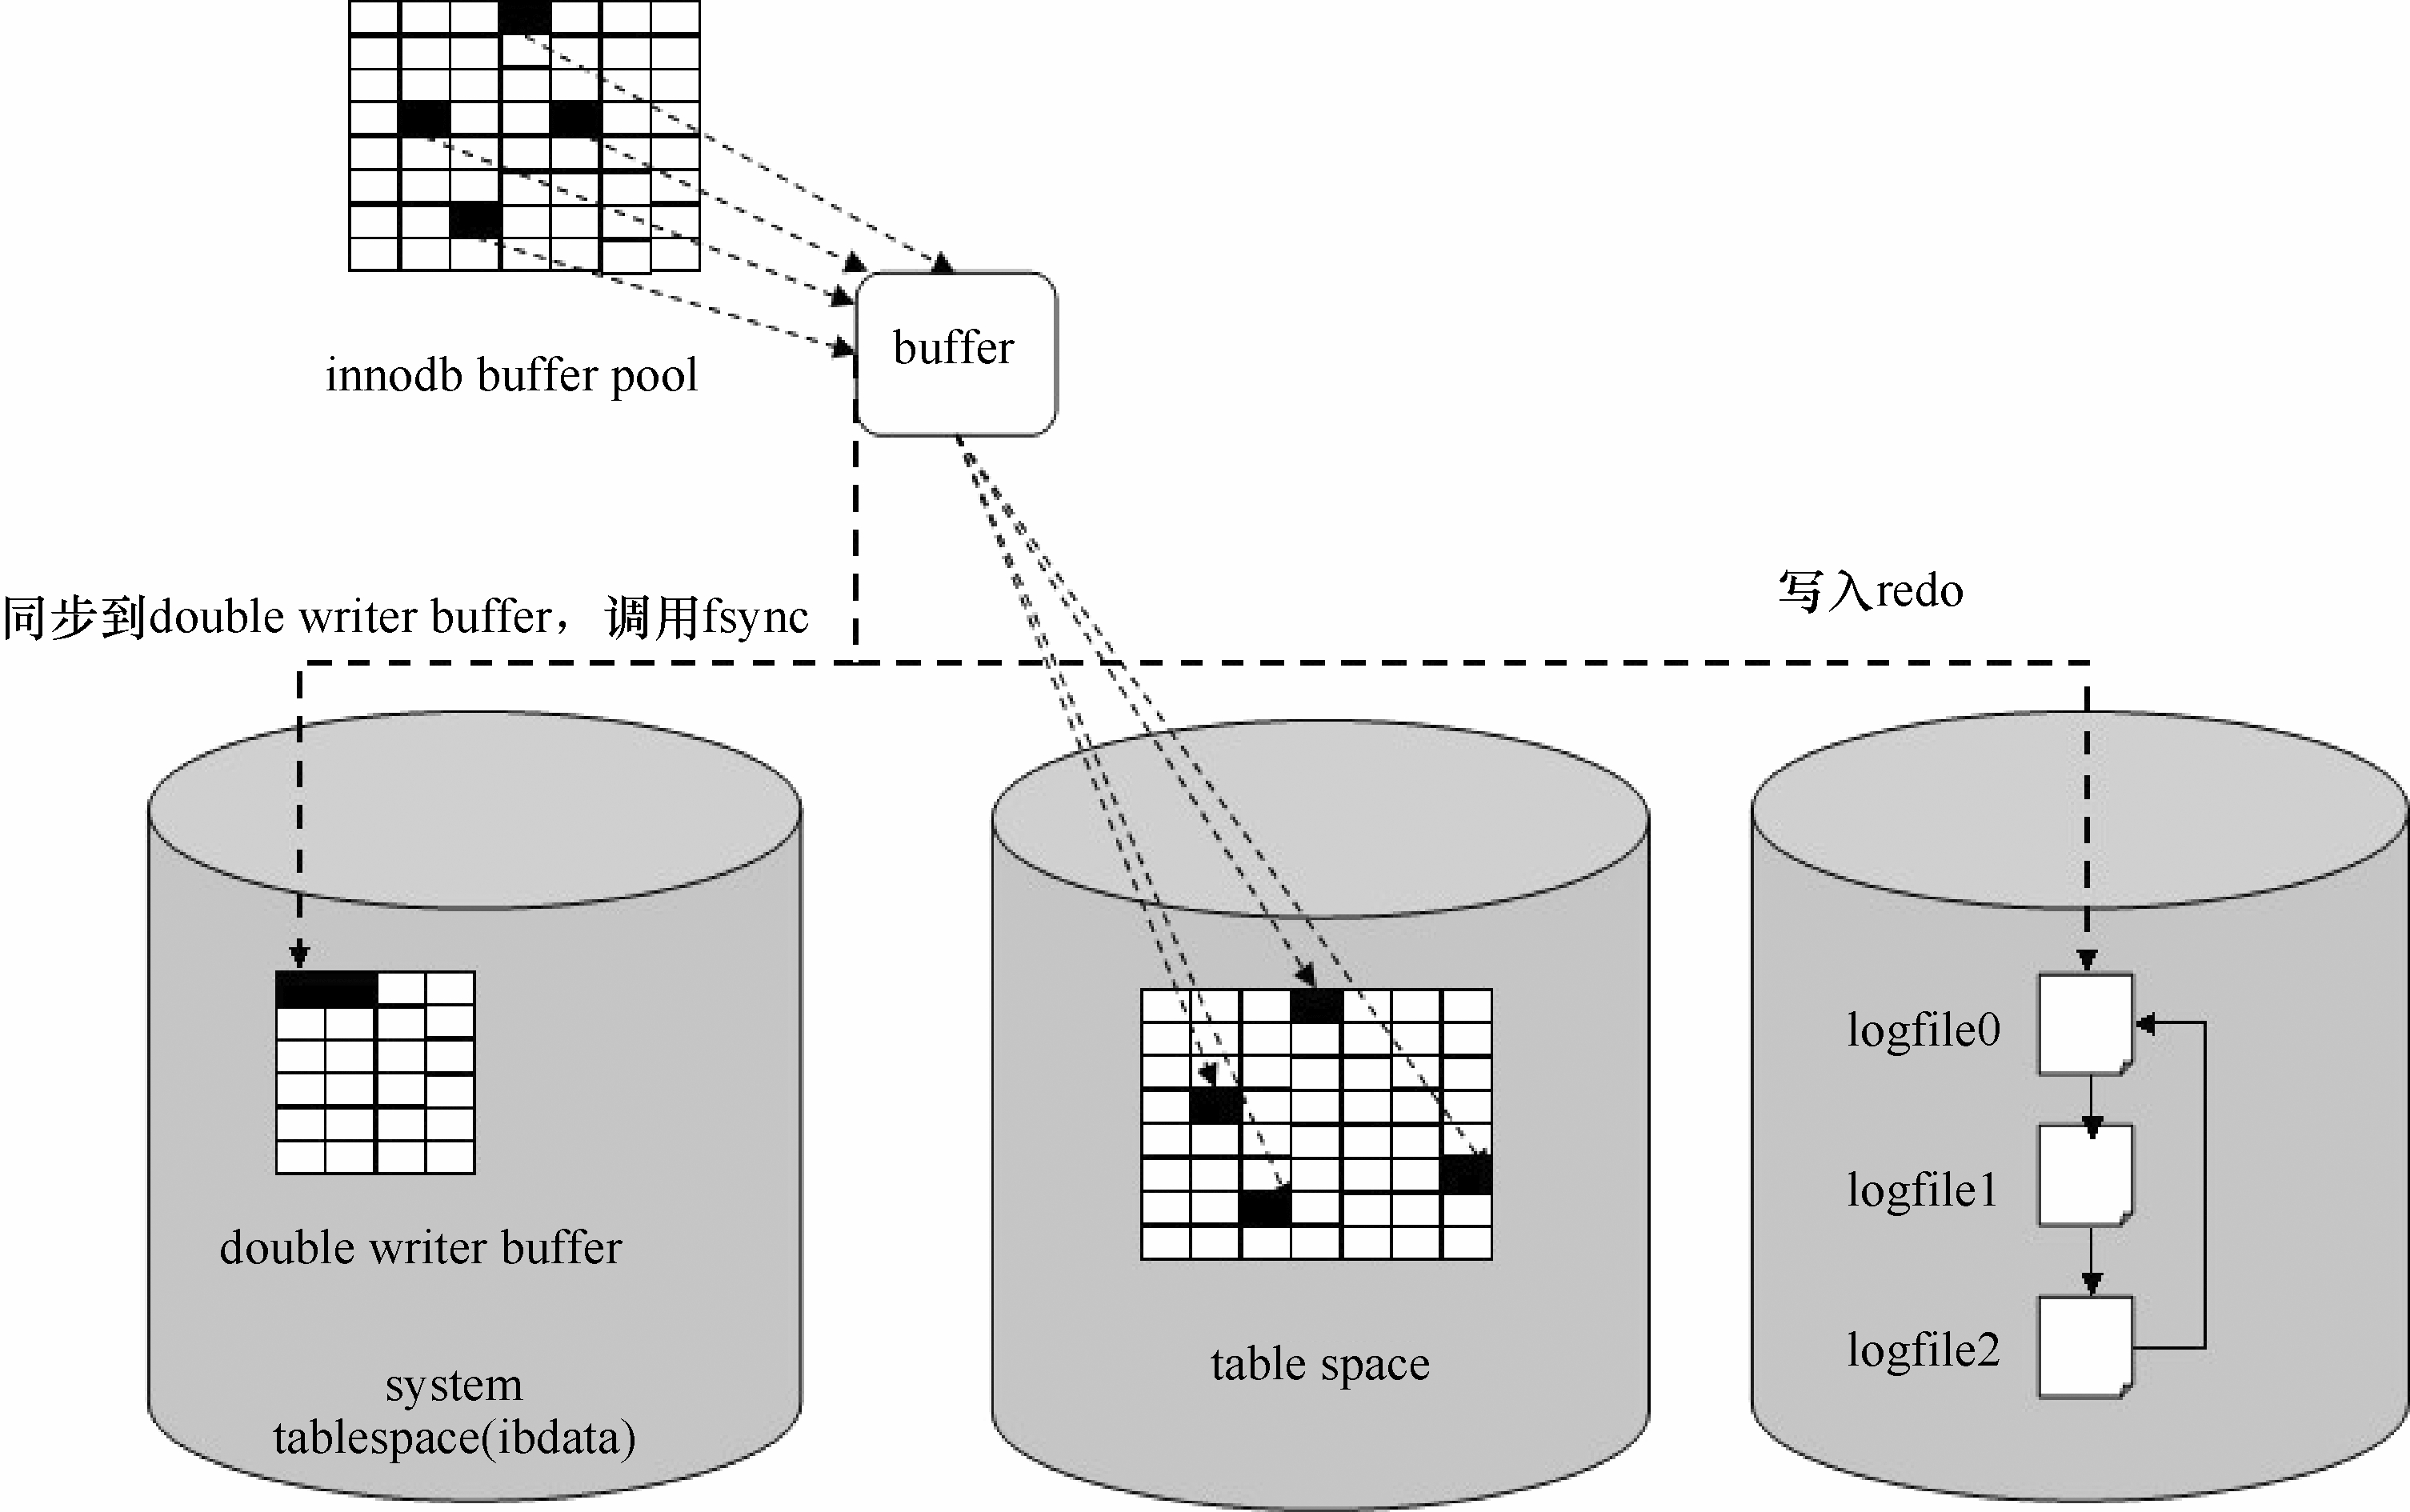 buffer
innodb buffer pool
同步到double writer buffer，调用fsync
写入redo
logfile0
logfile1
logfile2
double writer buffer
system
tablespace(ibdata)
table space